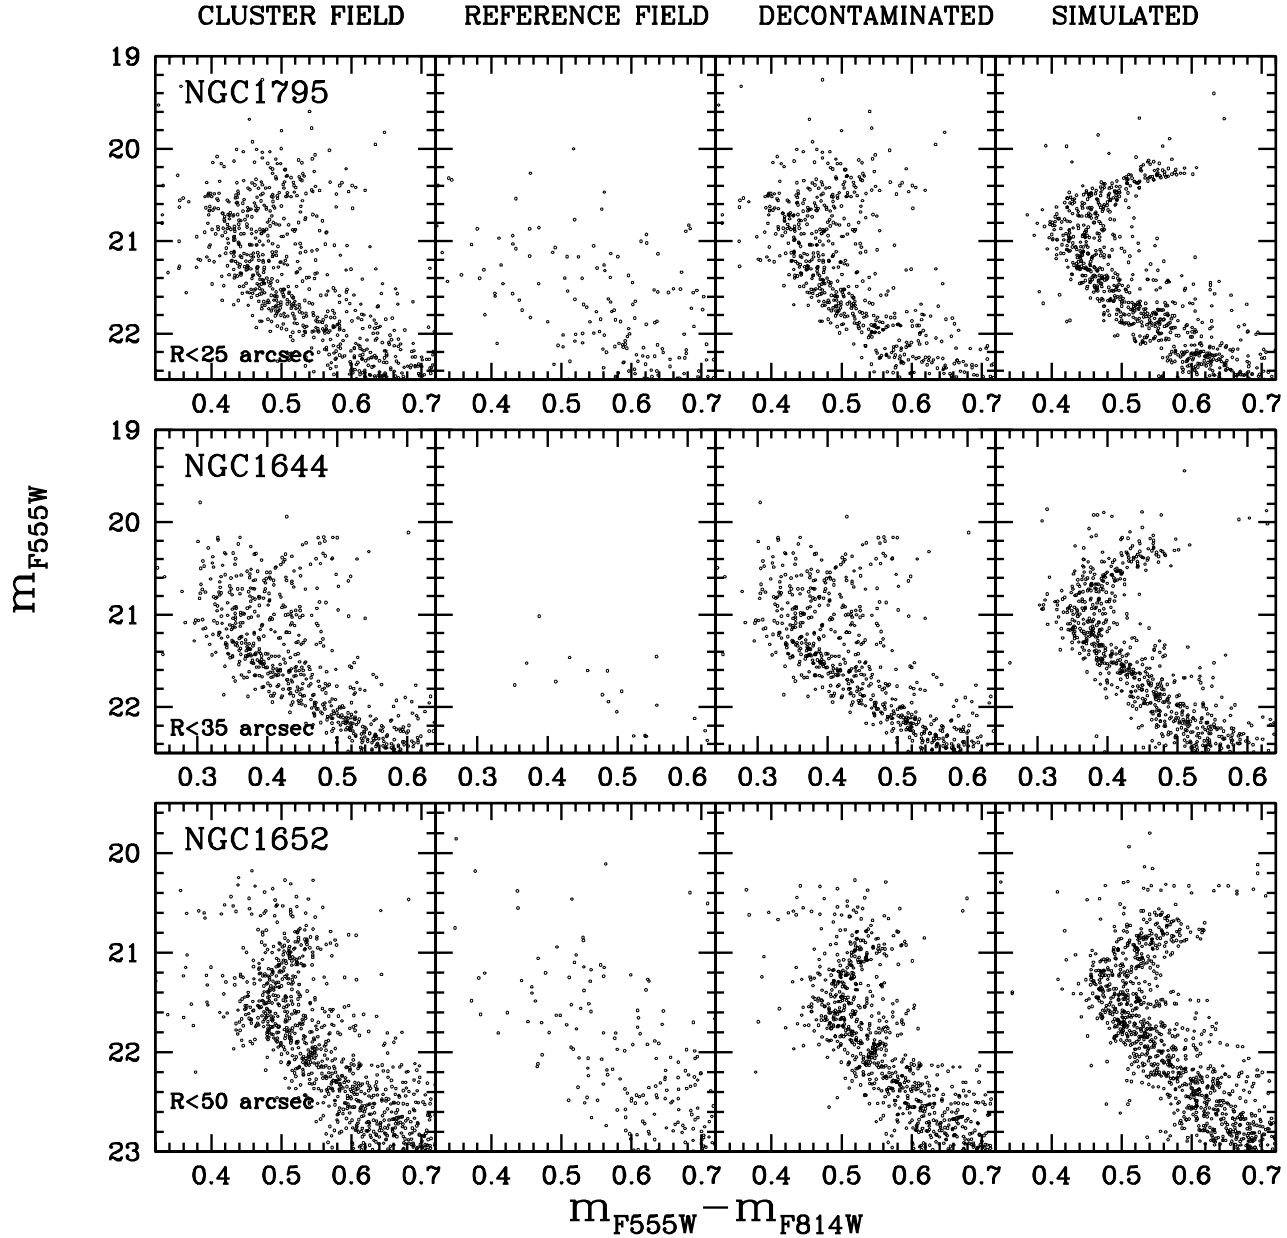 CLUSTER FIELD REFERENCE FIELD DECONTAMINATED SIMULATED
19
NGC1795
20
21
22
R<25 arcsec
0.4 0.5 0.6 0.7 0.4 0.5 0.6 0.7 0.4 0.5 0.6 0.7 0.4 0.5 0.6 0.7
19
NGC1644
20
21
22
R<35 arcsec
0.3 0.4 0.5 0.6 0.3 0.4 0.5 0.6 0.3 0.4 0.5 0.6 0.3 0.4 0.5 0.6
NGC1652
20
21
22
R<50 arcsec
23
0.4 0.5 0.6 0.7 0.4 0.5 0.6 0.7 0.4 0.5 0.6 0.7 0.4 0.5 0.6 0.7
mF555W
mF555W−mF814W